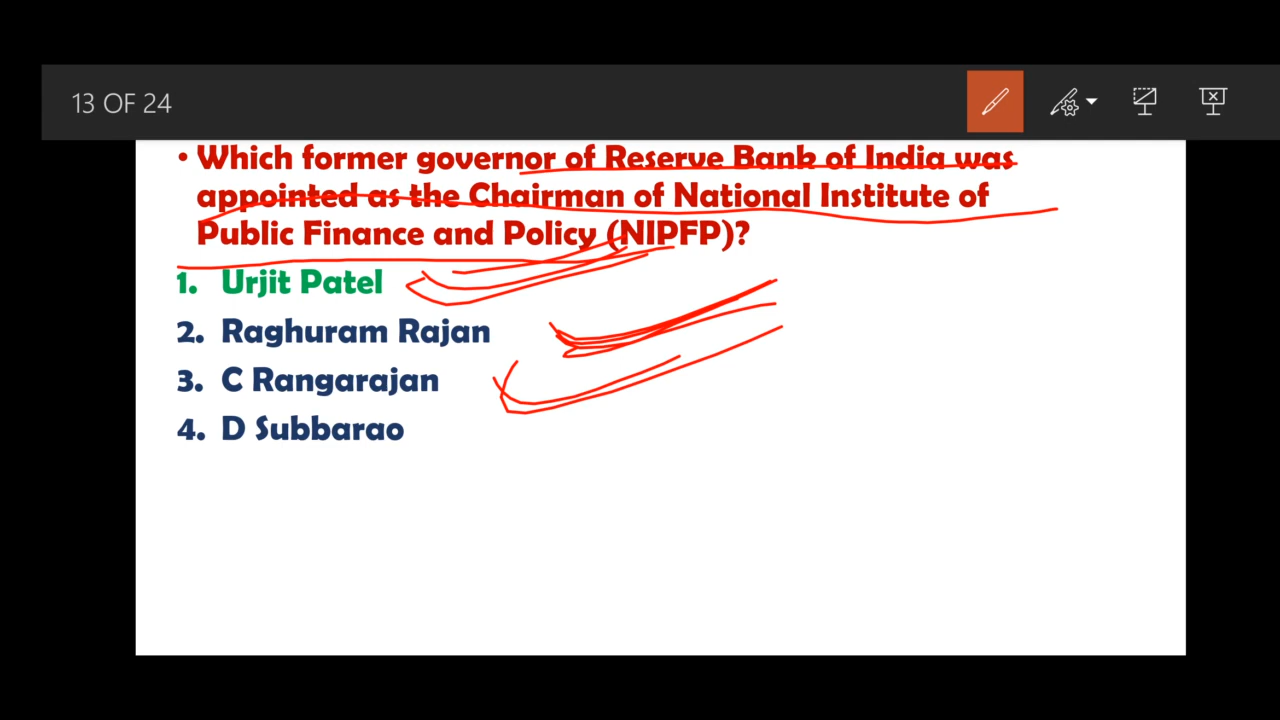 13 OF 24
• Which former governor of Reserve Bank of India was
appointed as the Chairman of National Institute of
Public Finance and Policy (NIPFP)?
1. Urjit Patel
2. Raghuram Rajan
3. C Rangarajan
4. D Subbarao